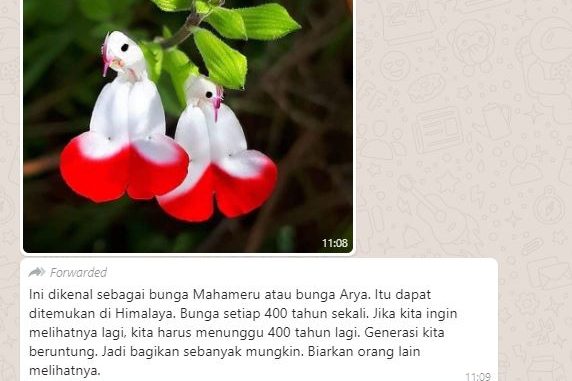 11:08
Forwarded
Ini dikenal sebagai bunga Mahameru atau bunga Arya. Itu dapat
ditemukan di Himalaya. Bunga setiap 400 tahun sekali. Jika kita ingin
melihatnya lagi, kita harus menunggu 400 tahun lagi. Generasi kita
beruntung. Jadi bagikan sebanyak mungkin. Biarkan orang lain
melihatnya.
11:09